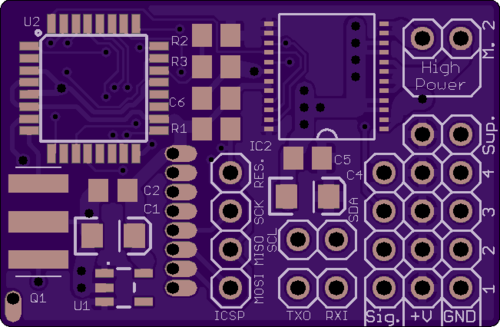 U2
R2
R3
C6
R1
IC2
C5
C4
C2
C1
Q1
U1
RES.
SCK
MISO
MOSI
ICSP
SCL
SDA
TXO RXI
M. 2
High
Power
Sup.
4
3
2
1
Sig. +V GND